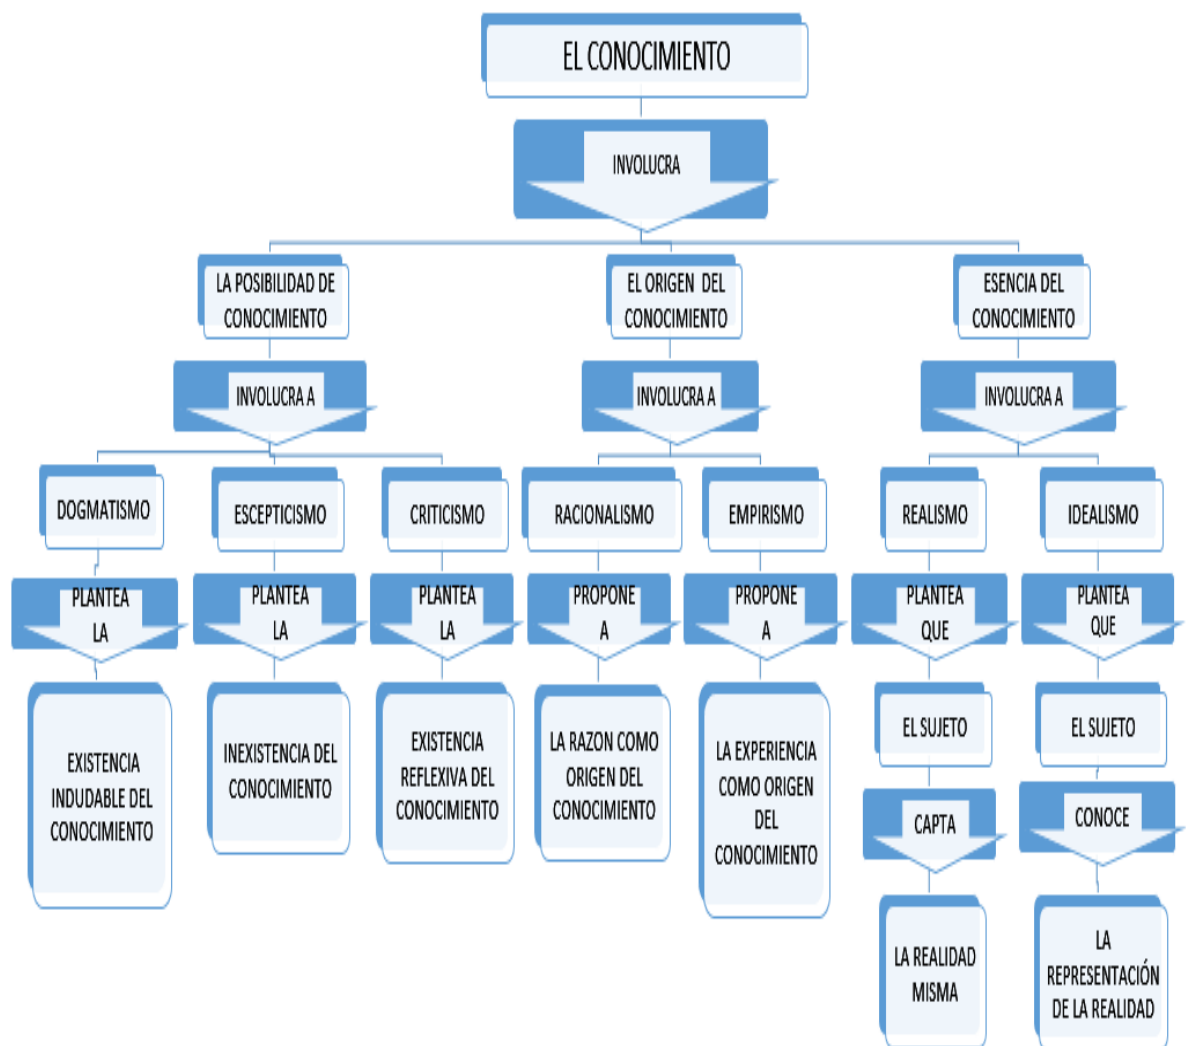 EL CONOCIMIENTO
INVOLUCRA
LA POSIBILIDAD DE
CONOCIMIENTO
EL ORIGEN DEL
CONOCIMIENTO
ESENCIA DEL
CONOCIMIENTO
INVOLUCRA A
INVOLUCRA A
INVOLUCRA A
DOGMATISMO
ESCEPTICISMO
CRITICISMO
RACIONALISMO
EMPIRISMO
REALISMO
IDEALISMO
PLANTEA
LA
PLANTEA
LA
PLANTEA
LA
PROPONE
A
PROPONE
A
PLANTEA
QUE
PLANTEA
QUE
EXISTENCIA
INDUDABLE DEL
CONOCIMIENTO
INEXISTENCIA DEL
CONOCIMIENTO
EXISTENCIA
REFLEXIVA DEL
CONOCIMIENTO
LA RAZON COMO
ORIGEN DEL
CONOCIMIENTO
LA EXPERIENCIA
COMO ORIGEN
DEL
CONOCIMIENTO
EL SUJETO
EL SUJETO
CAPTA
CONOCE
LA REALIDAD
MISMA
LA
REPRESENTACIÓN
DE LA REALIDAD